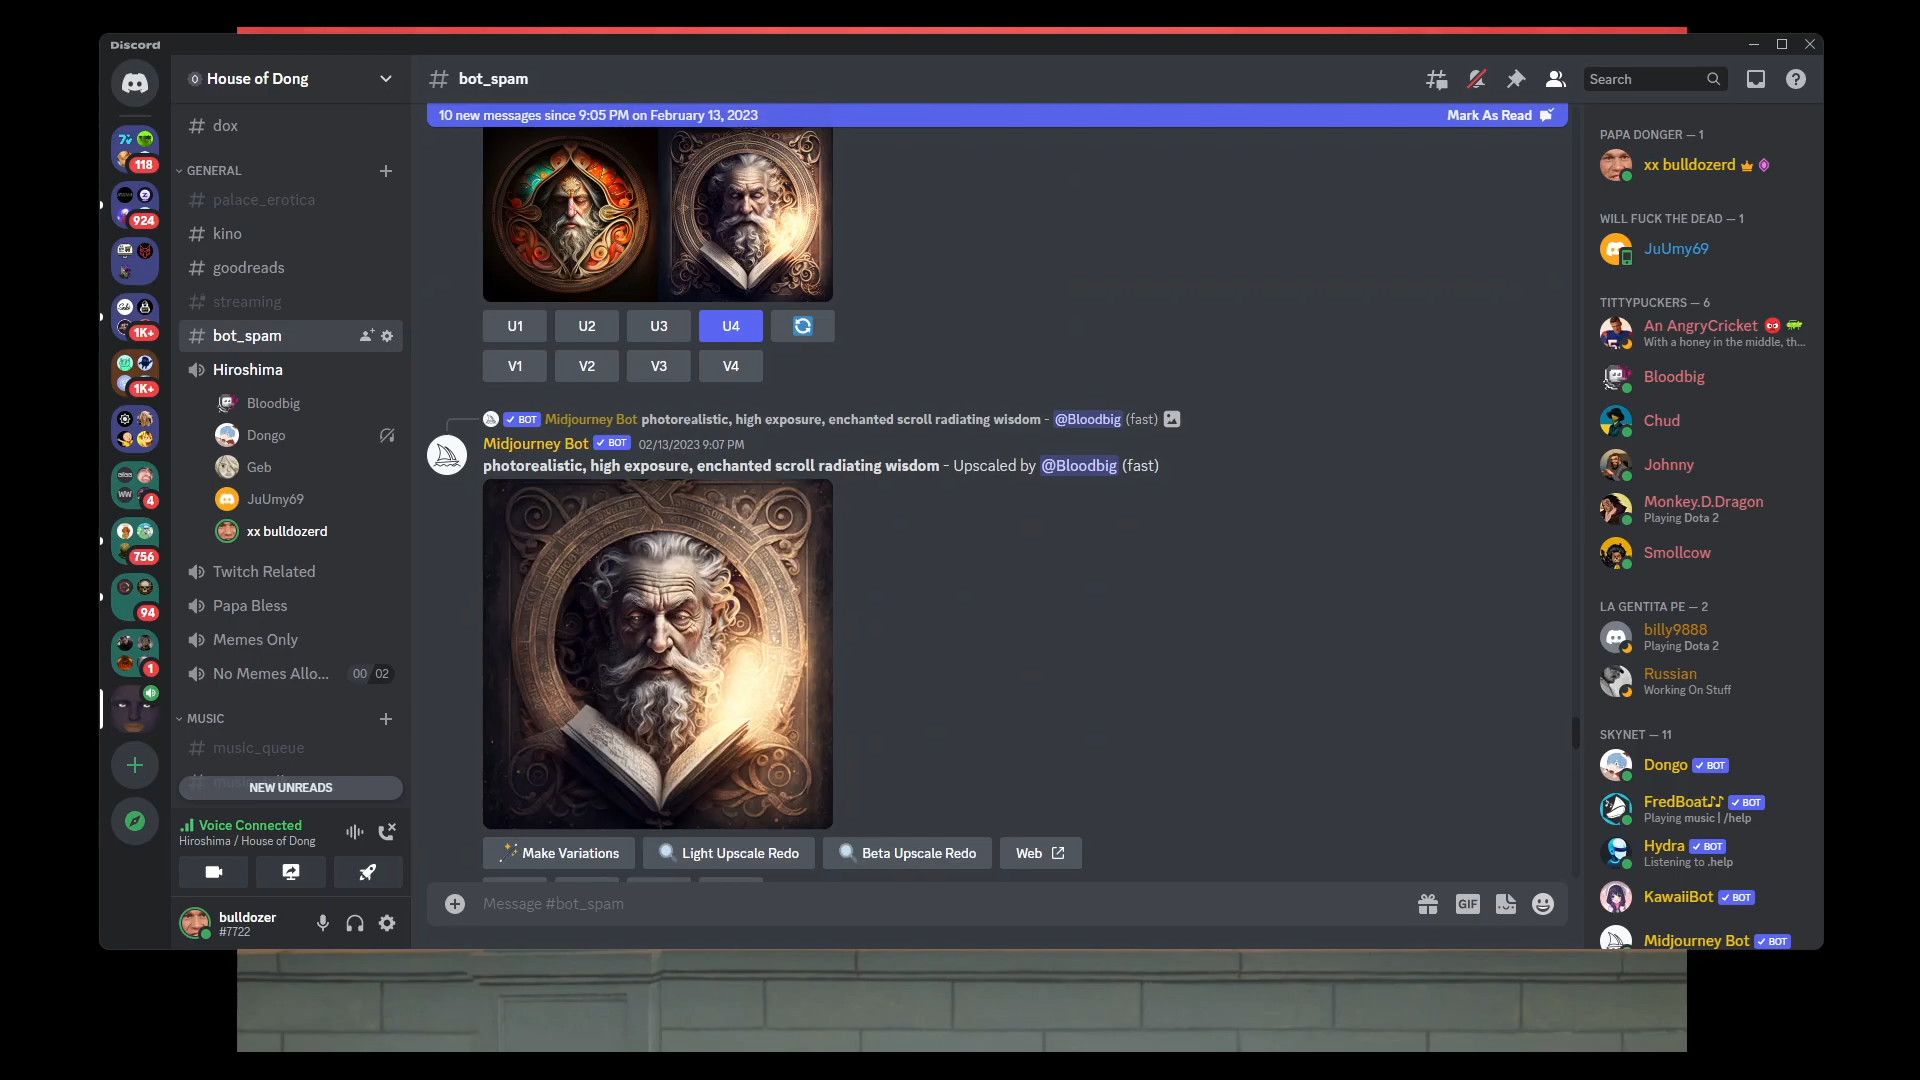 Discord
House of Dong
dox
GENERAL
palace_erotica
kino
goodreads
streaming
bot_spam
Hiroshima
Bloodbig
Dongo
Geb
JuUmy69
xx bulldozerd
Twitch Related
Papa Bless
Memes Only
No Memes Allo... 00 02
MUSIC
music_queue
NEW UNREADS
Voice Connected
Hiroshima / House of Dong
bulldozer
#7722
118
924
1K+
1K+
4
756
94
1
bot_spam
Search
10 new messages since 9:05 PM on February 13, 2023 Mark As Read
U1 U2 U3 U4
V1 V2 V3 V4
BOT Midjourney Bot photorealistic, high exposure, enchanted scroll radiating wisdom - @Bloodbig (fast)
Midjourney Bot BOT 02/13/2023 9:07 PM
photorealistic, high exposure, enchanted scroll radiating wisdom - Upscaled by @Bloodbig (fast)
Make Variations Light Upscale Redo Beta Upscale Redo Web
Message #bot_spam
GIF
PAPA DONGER — 1
xx bulldozerd
WILL FUCK THE DEAD — 1
JuUmy69
TITTYPUCKERS — 6
An AngryCricket
With a honey in the middle, th...
Bloodbig
Chud
Johnny
Monkey.D.Dragon
Playing Dota 2
Smollcow
LA GENTITA PE — 2
billy9888
Playing Dota 2
Russian
Working On Stuff
SKYNET — 11
Dongo BOT
FredBoat♪♪ BOT
Playing music | /help
Hydra BOT
Listening to .help
KawaiiBot BOT
Midjourney Bot BOT